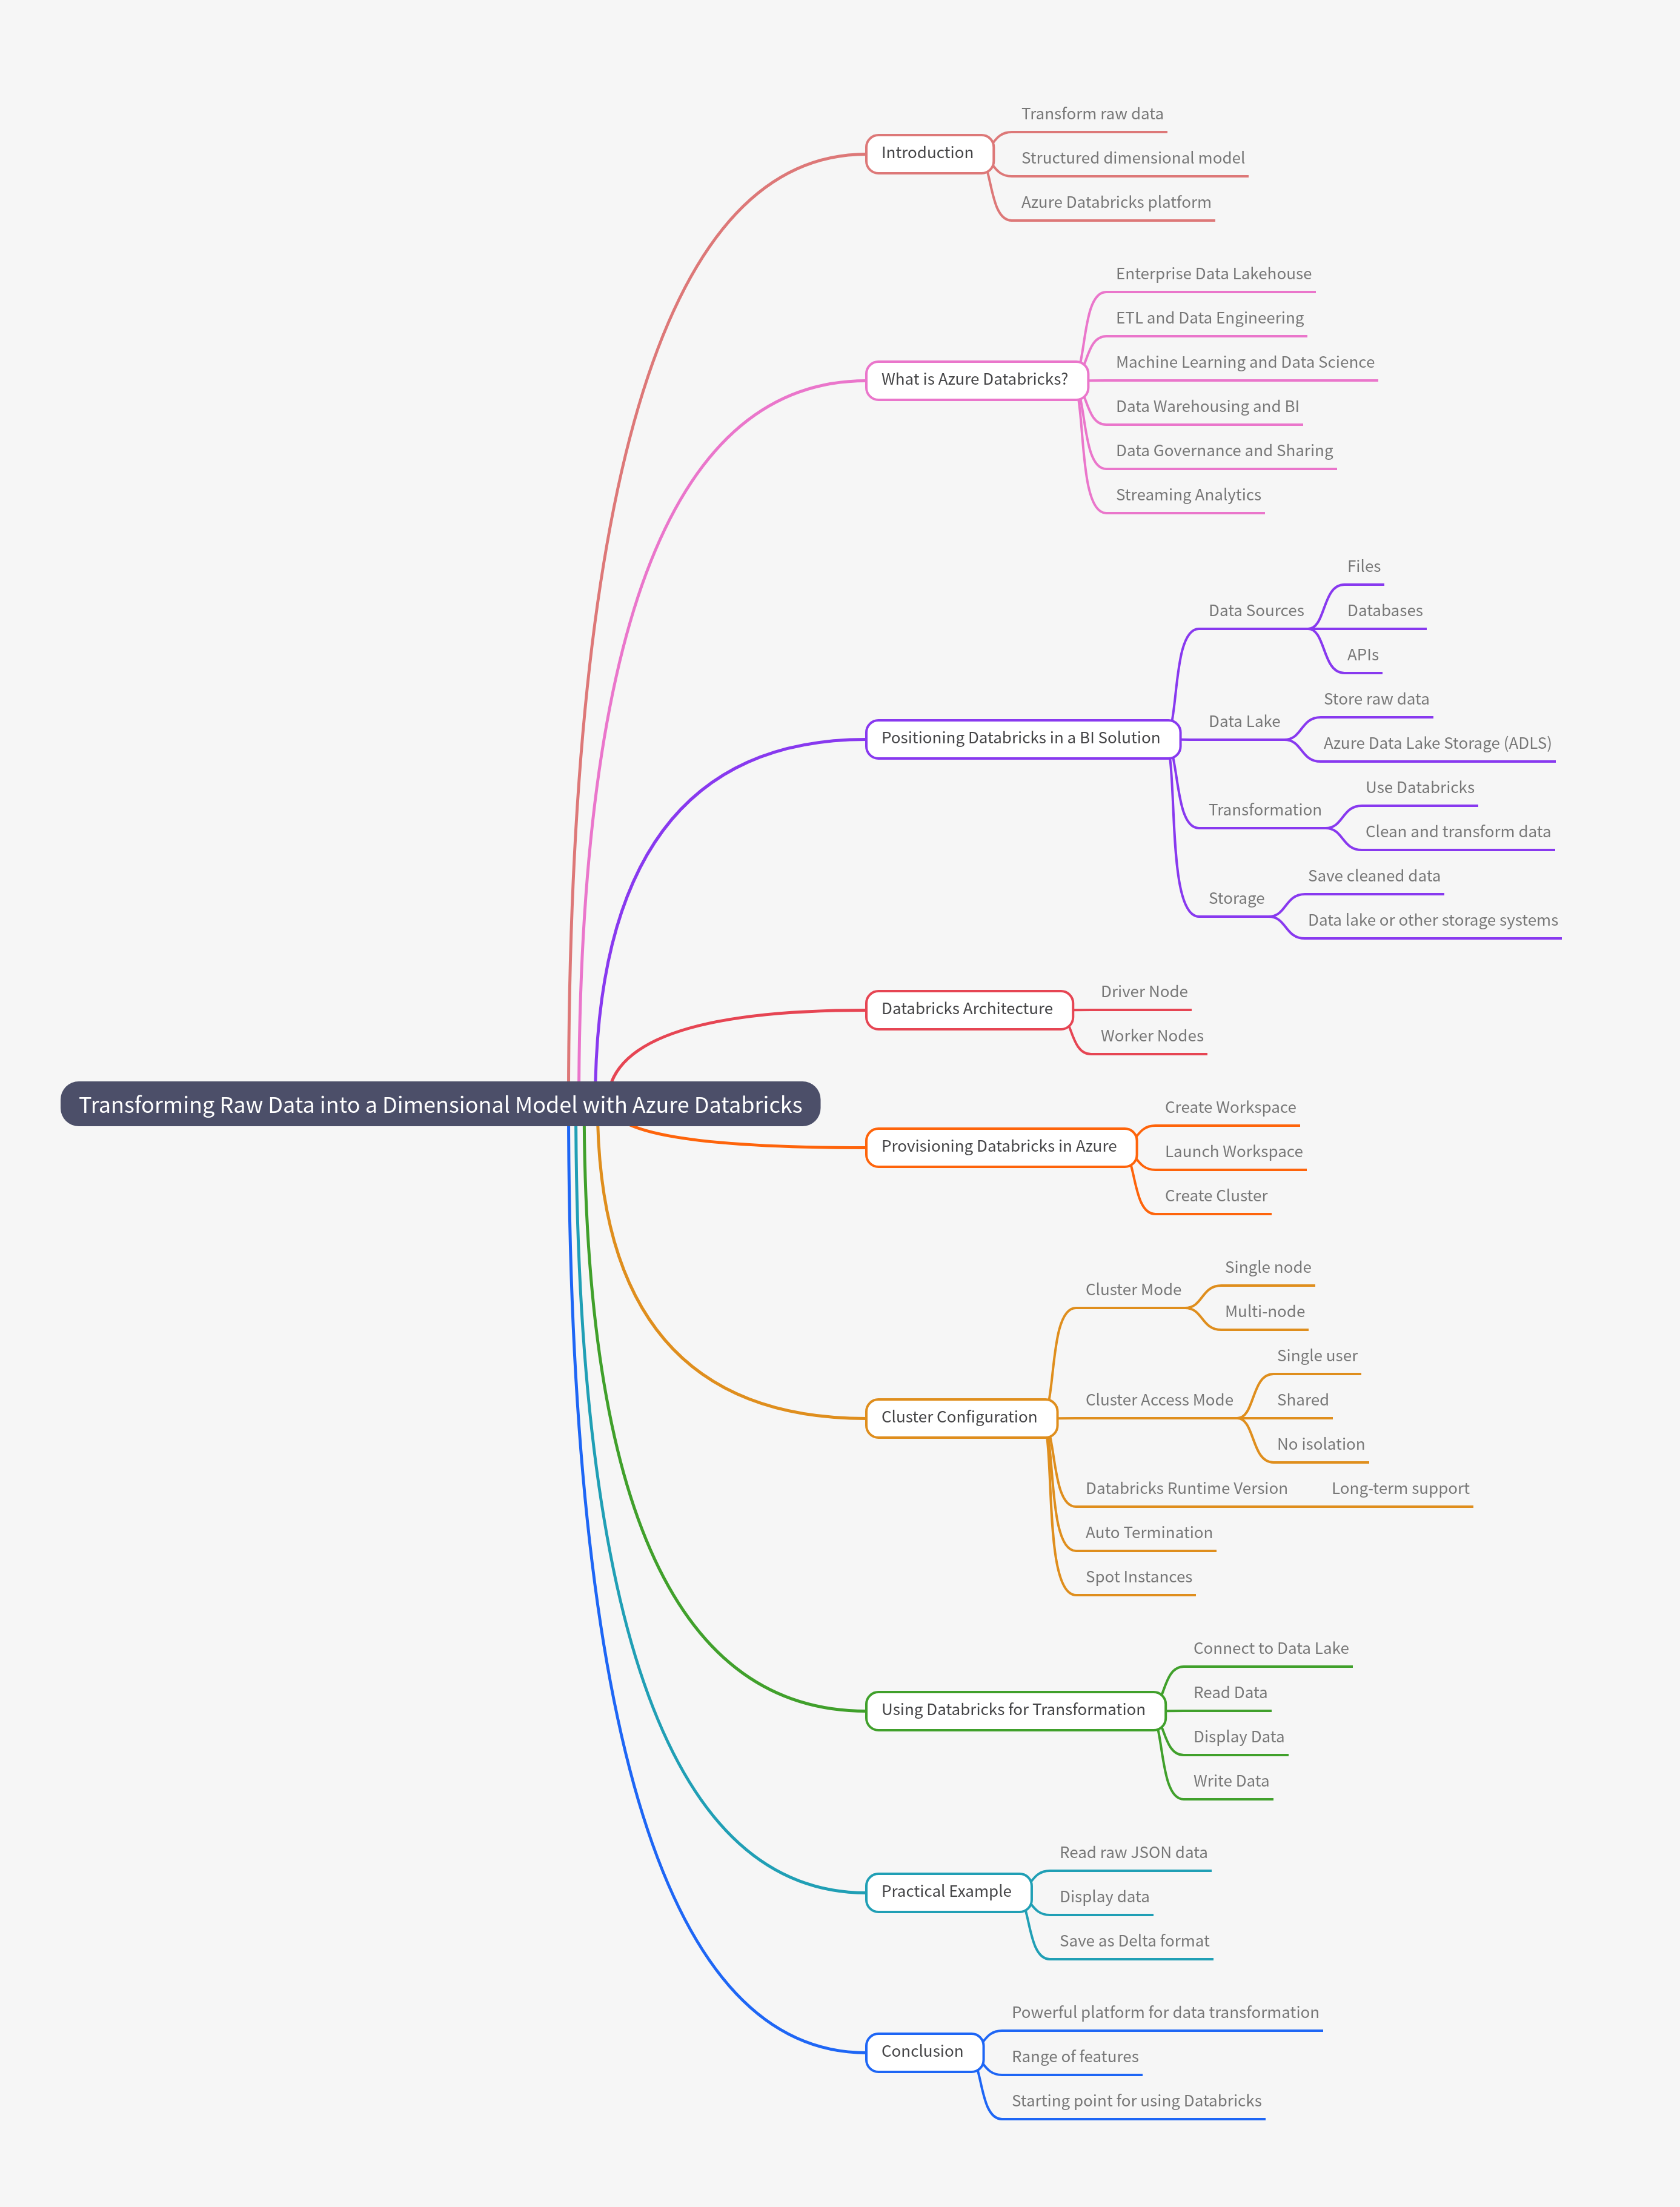 Transforming Raw Data into a Dimensional Model with Azure Databricks
Introduction
Transform raw data
Structured dimensional model
Azure Databricks platform
What is Azure Databricks?
Enterprise Data Lakehouse
ETL and Data Engineering
Machine Learning and Data Science
Data Warehousing and BI
Data Governance and Sharing
Streaming Analytics
Positioning Databricks in a BI Solution
Data Sources
Files
Databases
APIs
Data Lake
Store raw data
Azure Data Lake Storage (ADLS)
Transformation
Use Databricks
Clean and transform data
Storage
Save cleaned data
Data lake or other storage systems
Databricks Architecture
Driver Node
Worker Nodes
Provisioning Databricks in Azure
Create Workspace
Launch Workspace
Create Cluster
Cluster Configuration
Cluster Mode
Single node
Multi-node
Cluster Access Mode
Single user
Shared
No isolation
Databricks Runtime Version
Long-term support
Auto Termination
Spot Instances
Using Databricks for Transformation
Connect to Data Lake
Read Data
Display Data
Write Data
Practical Example
Read raw JSON data
Display data
Save as Delta format
Conclusion
Powerful platform for data transformation
Range of features
Starting point for using Databricks